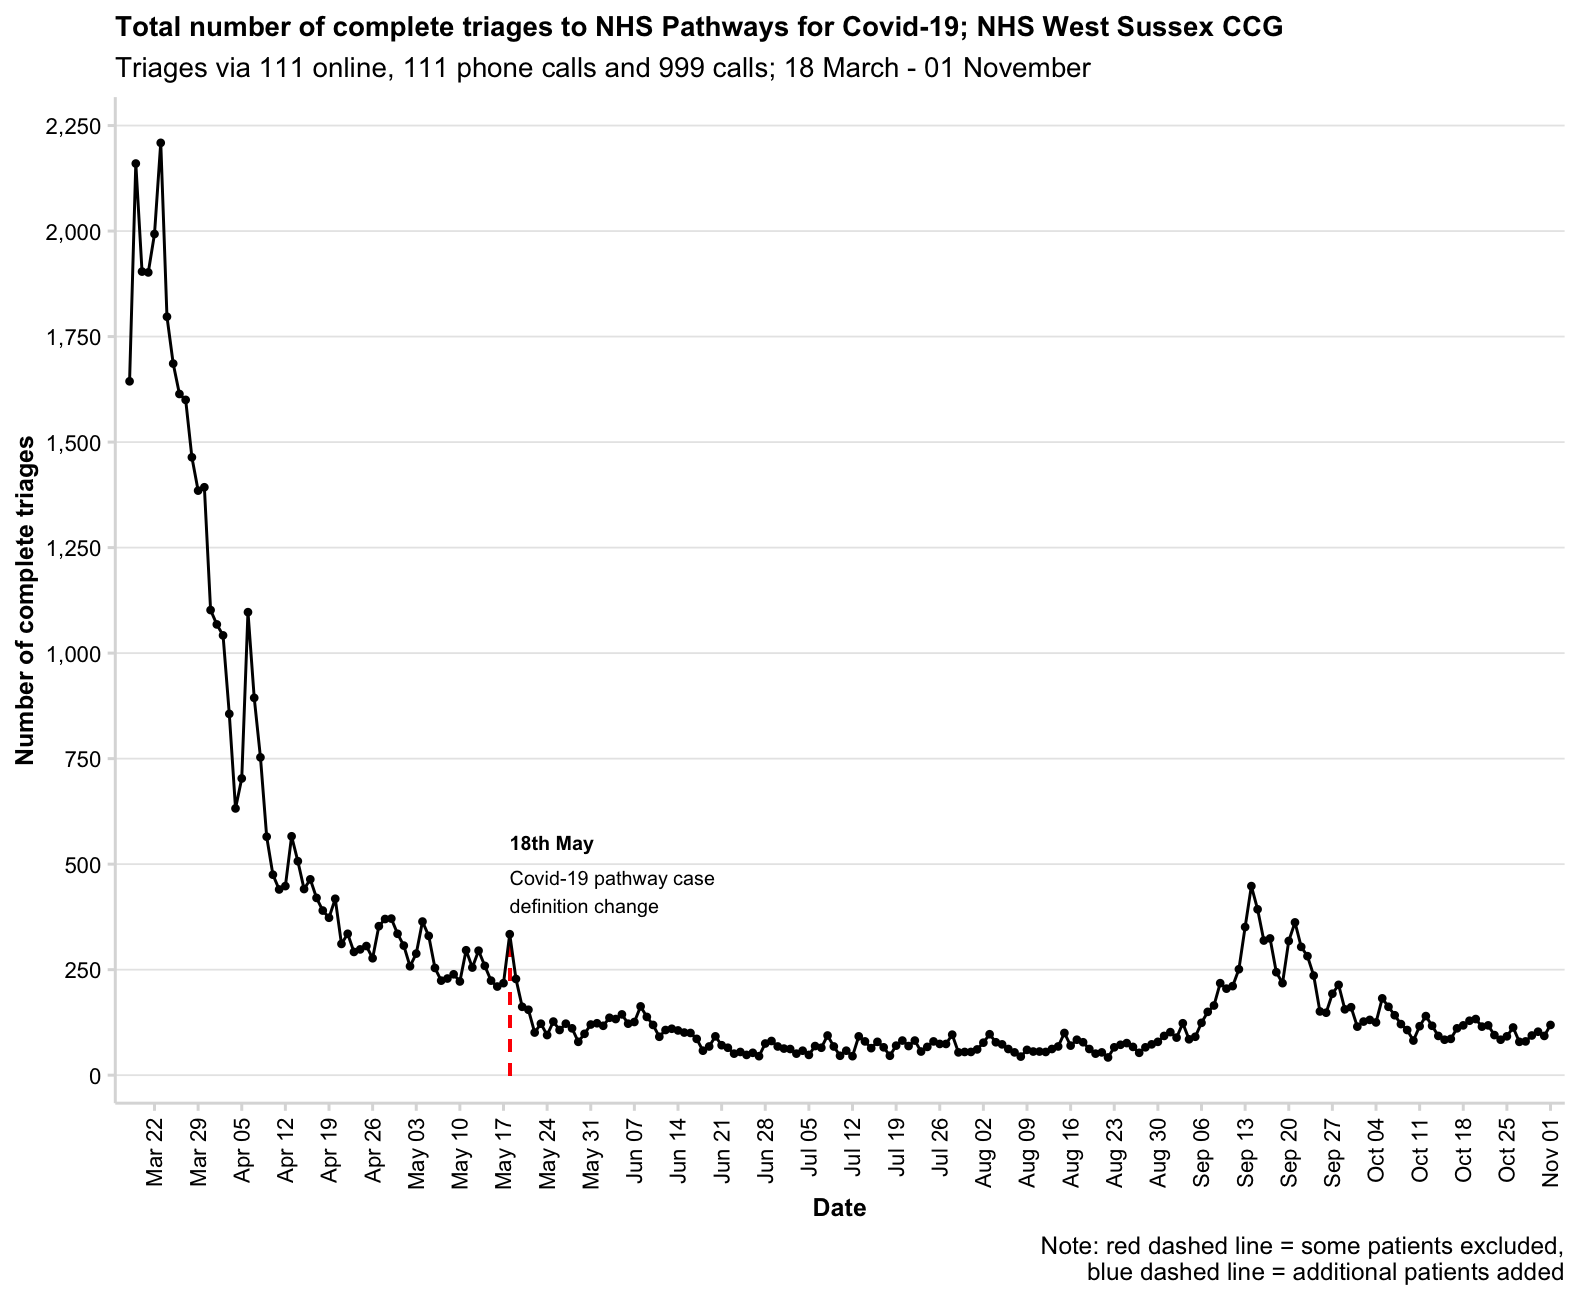 Total number of complete triages to NHS Pathways for Covid-19; NHS West Sussex CCG
Triages via 111 online, 111 phone calls and 999 calls; 18 March - 01 November
Number of complete triages
2,250
2,000
1,750
1,500
1,250
1,000
750
500
250
0
18th May
Covid-19 pathway case
definition change
Mar 22
Mar 29
Apr 05
Apr 12
Apr 19
Apr 26
May 03
May 10
May 17
May 24
May 31
Jun 07
Jun 14
Jun 21
Jun 28
Jul 05
Jul 12
Jul 19
Jul 26
Aug 02
Aug 09
Aug 16
Aug 23
Aug 30
Sep 06
Sep 13
Sep 20
Sep 27
Oct 04
Oct 11
Oct 18
Oct 25
Nov 01
Date
Note: red dashed line = some patients excluded,
blue dashed line = additional patients added